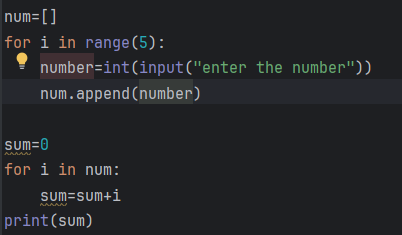 num=[]
for i in range(5):
    number=int(input("enter the number"))
    num.append(number)

sum=0
for i in num:
    sum=sum+i
print(sum)